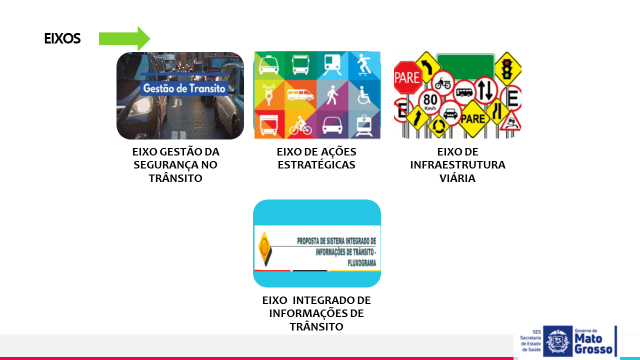 EIXOS
Gestão de Transito
EIXO GESTÃO DA
SEGURANÇA NO
TRÂNSITO
EIXO DE AÇÕES
ESTRATÉGICAS
PARE
80
Km/h
E
E
PARE
EIXO DE
INFRAESTRUTURA
VIÁRIA
PROPOSTA DE SISTEMA INTEGRADO DE
INFORMAÇÕES DE TRÂNSITO -
FLUXOGRAMA
EIXO INTEGRADO DE
INFORMAÇÕES DE
TRÂNSITO
SES
Secretaria
de Estado
de Saúde
Governo de
Mato
Grosso